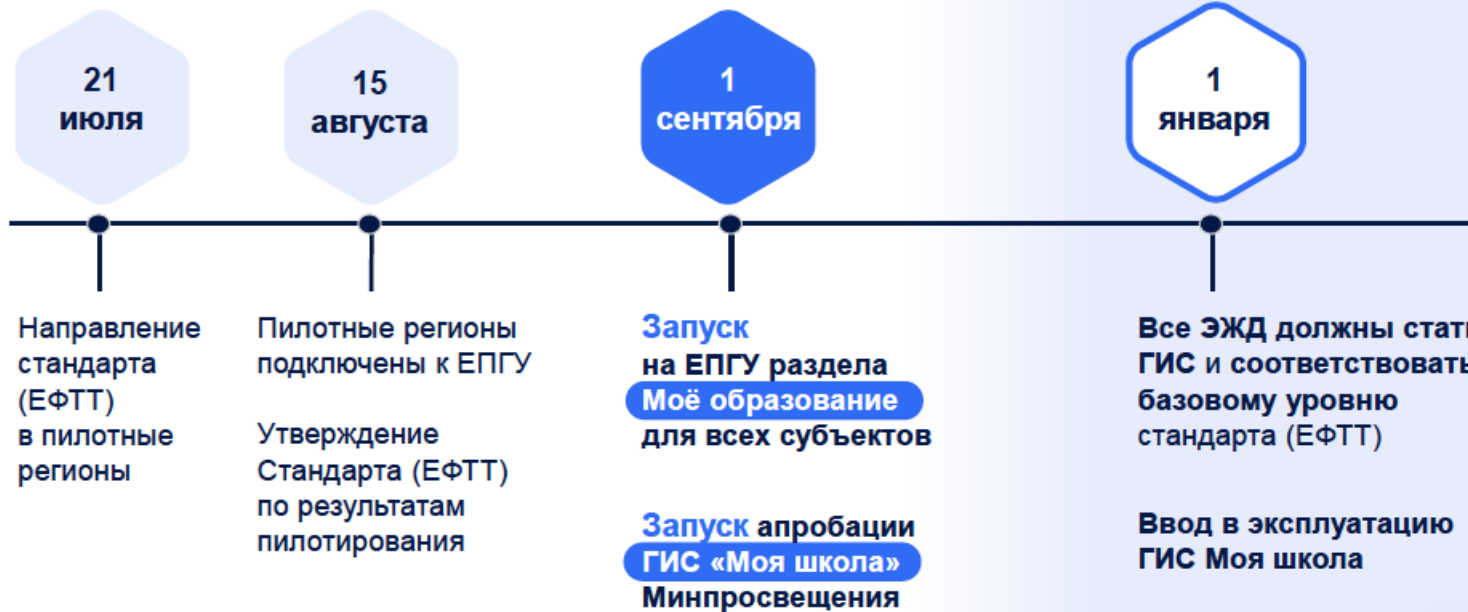 21
июля
15
августа
1
сентября
1
января
Направление
стандарта
(ЕФТТ)
в пилотные
регионы
Пилотные регионы
подключены к ЕПГУ
Утверждение
Стандарта (ЕФТТ)
по результатам
пилотирования
Запуск
на ЕПГУ раздела
Моё образование
для всех субъектов
Запуск апробации
ГИС «Моя школа»
Минпросвещения
Все ЭЖД должны стат
ГИС и соответствовать
базовому уровню
стандарта (ЕФТТ)
Ввод в эксплуатацию
ГИС Моя школа